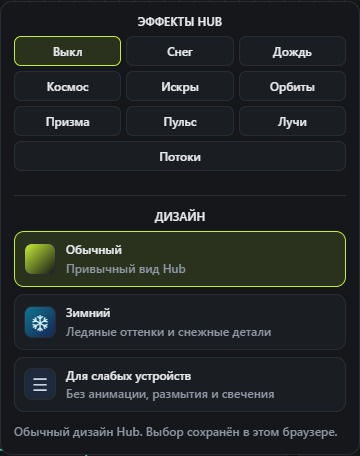 ЭФФЕКТЫ HUB
Выкл Снег Дождь
Космос Искры Орбиты
Призма Пульс Лучи
Потоки
ДИЗАЙН
Обычный
Привычный вид Hub
Зимний
Ледяные оттенки и снежные детали
Для слабых устройств
Без анимации, размытия и свечения
Обычный дизайн Hub. Выбор сохранён в этом браузере.